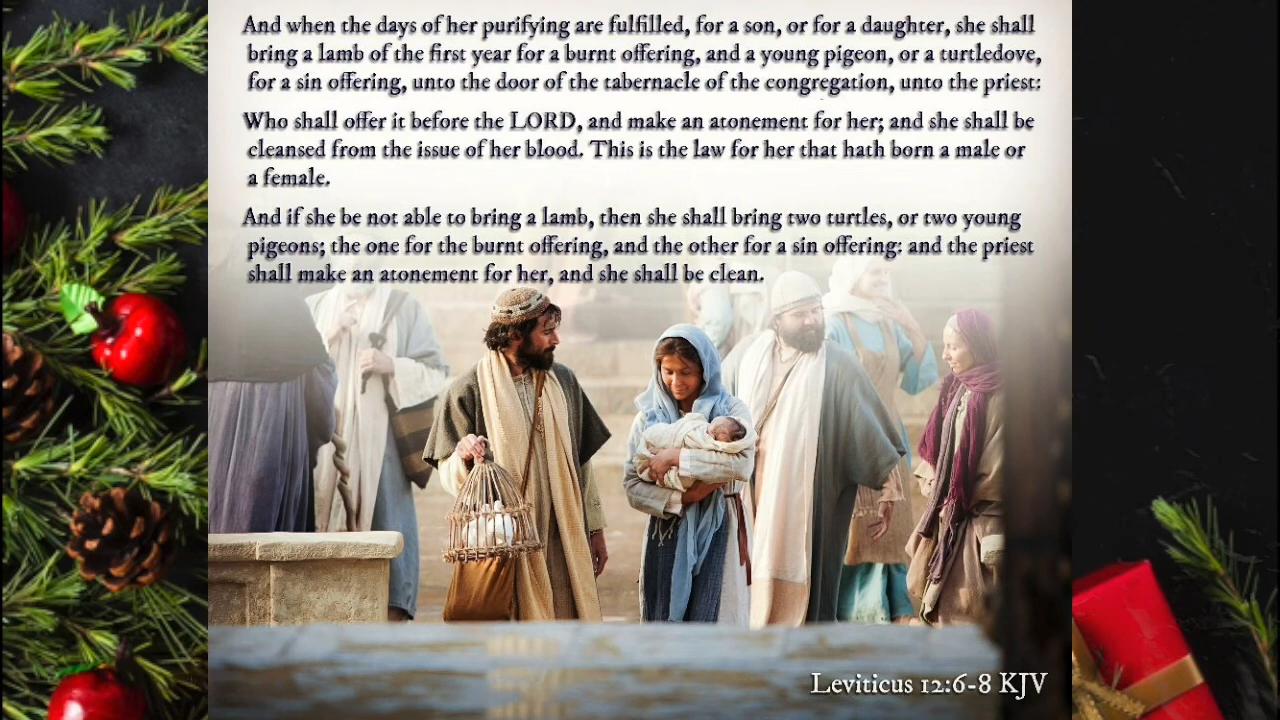 And when the days of her purifying are fulfilled, for a son, or for a daughter, she shall
bring a lamb of the first year for a burnt offering, and a young pigeon, or a turtledove,
for a sin offering, unto the door of the tabernacle of the congregation, unto the priest:
Who shall offer it before the LORD, and make an atonement for her; and she shall be
cleansed from the issue of her blood. This is the law for her that hath born a male or
a female.
And if she be not able to bring a lamb, then she shall bring two turtles, or two young
pigeons; the one for the burnt offering, and the other for a sin offering: and the priest
shall make an atonement for her, and she shall be clean.
Leviticus 12:6-8 KJV